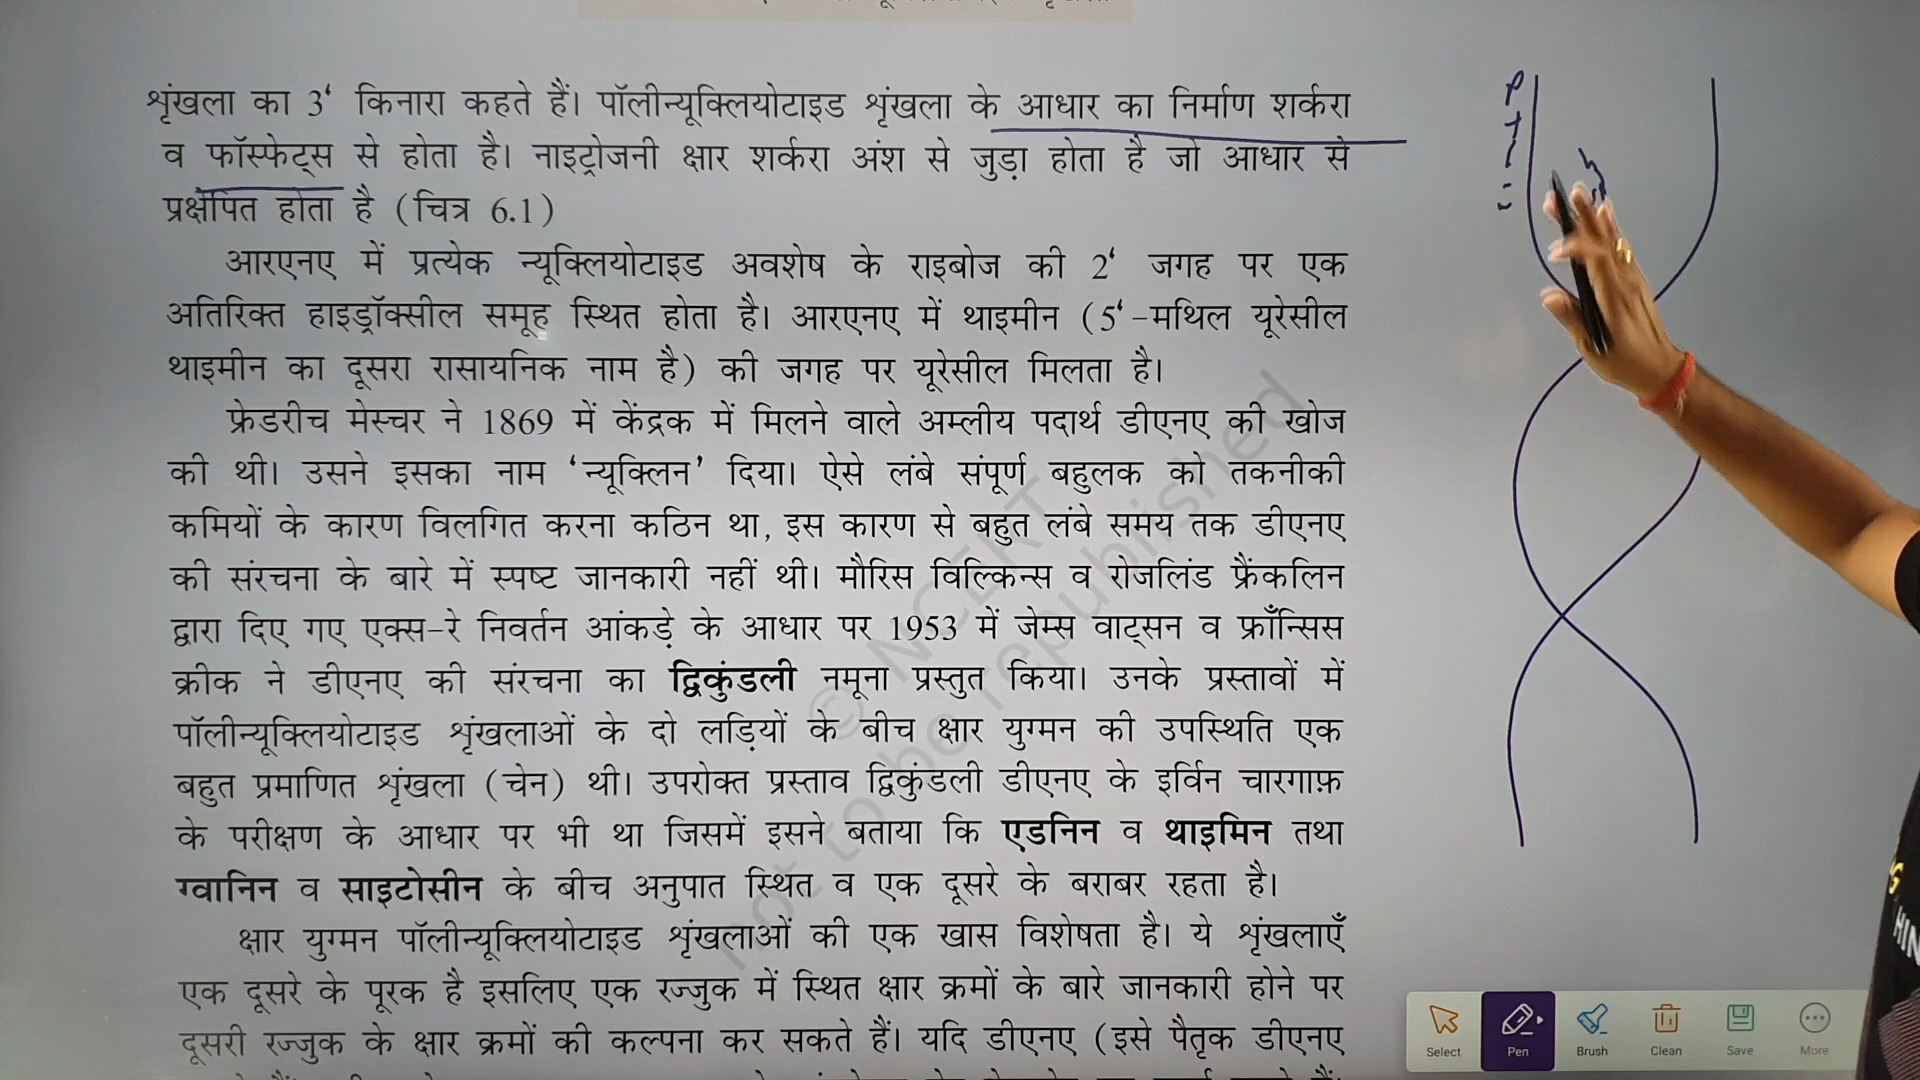 श्रृंखला का 3‘ किनारा कहते हैं। पॉलीन्यूक्लियोटाइड श्रृंखला के आधार का निर्माण शर्करा
व फॉस्फेट्स से होता है। नाइट्रोजनी क्षार शर्करा अंश से जुड़ा होता है जो आधार से
प्रक्षेपित होता है (चित्र 6.1)
आरएनए में प्रत्येक न्यूक्लियोटाइड अवशेष के राइबोज की 2‘ जगह पर एक
अतिरिक्त हाइड्रॉक्सील समूह स्थित होता है। आरएनए में थाइमीन (5‘-मथिल यूरेसील
थाइमीन का दूसरा रासायनिक नाम है) की जगह पर यूरेसील मिलता है।
फ्रेडरीच मेस्चर ने 1869 में केंद्रक में मिलने वाले अम्लीय पदार्थ डीएनए की खोज
की थी। उसने इसका नाम ‘न्यूक्लिन’ दिया। ऐसे लंबे संपूर्ण बहुलक को तकनीकी
कमियों के कारण विलगित करना कठिन था, इस कारण से बहुत लंबे समय तक डीएनए
की संरचना के बारे में स्पष्ट जानकारी नहीं थी। मौरिस विल्किन्स व रोजलिंड फ्रैंकलिन
द्वारा दिए गए एक्स-रे निवर्तन आंकड़े के आधार पर 1953 में जेम्स वाट्सन व फ्राँन्सिस
क्रीक ने डीएनए की संरचना का द्विकुंडली नमूना प्रस्तुत किया। उनके प्रस्तावों में
पॉलीन्यूक्लियोटाइड श्रृंखलाओं के दो लड़ियों के बीच क्षार युग्मन की उपस्थिति एक
बहुत प्रमाणित श्रृंखला (चेन) थी। उपरोक्त प्रस्ताव द्विकुंडली डीएनए के इर्विन चारगाफ़
के परीक्षण के आधार पर भी था जिसमें इसने बताया कि एडनिन व थाइमिन तथा
ग्वानिन व साइटोसीन के बीच अनुपात स्थित व एक दूसरे के बराबर रहता है।
क्षार युग्मन पॉलीन्यूक्लियोटाइड श्रृंखलाओं की एक खास विशेषता है। ये श्रृंखलाएँ
एक दूसरे के पूरक है इसलिए एक रज्जुक में स्थित क्षार क्रमों के बारे जानकारी होने पर
दूसरी रज्जुक के क्षार क्रमों की कल्पना कर सकते हैं। यदि डीएनए (इसे पैतृक डीएनए
© NCERT
not to be republished
Select Pen Brush Clean Save More